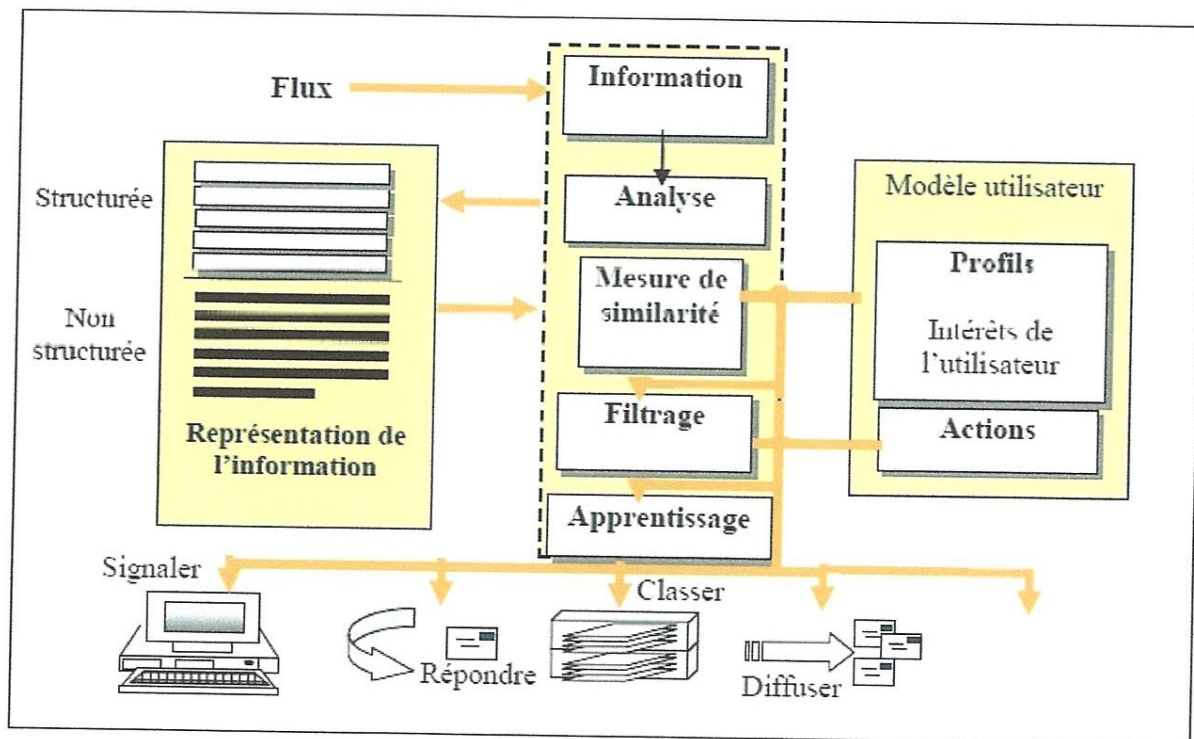 Flux
Information
Structurée
Analyse
Modèle utilisateur
Mesure de
similarité
Profils
Intérêts de
l'utilisateur
Non
structurée
Filtrage
Actions
Représentation de
l'information
Apprentissage
Signaler
Répondre
Classer
Diffuser